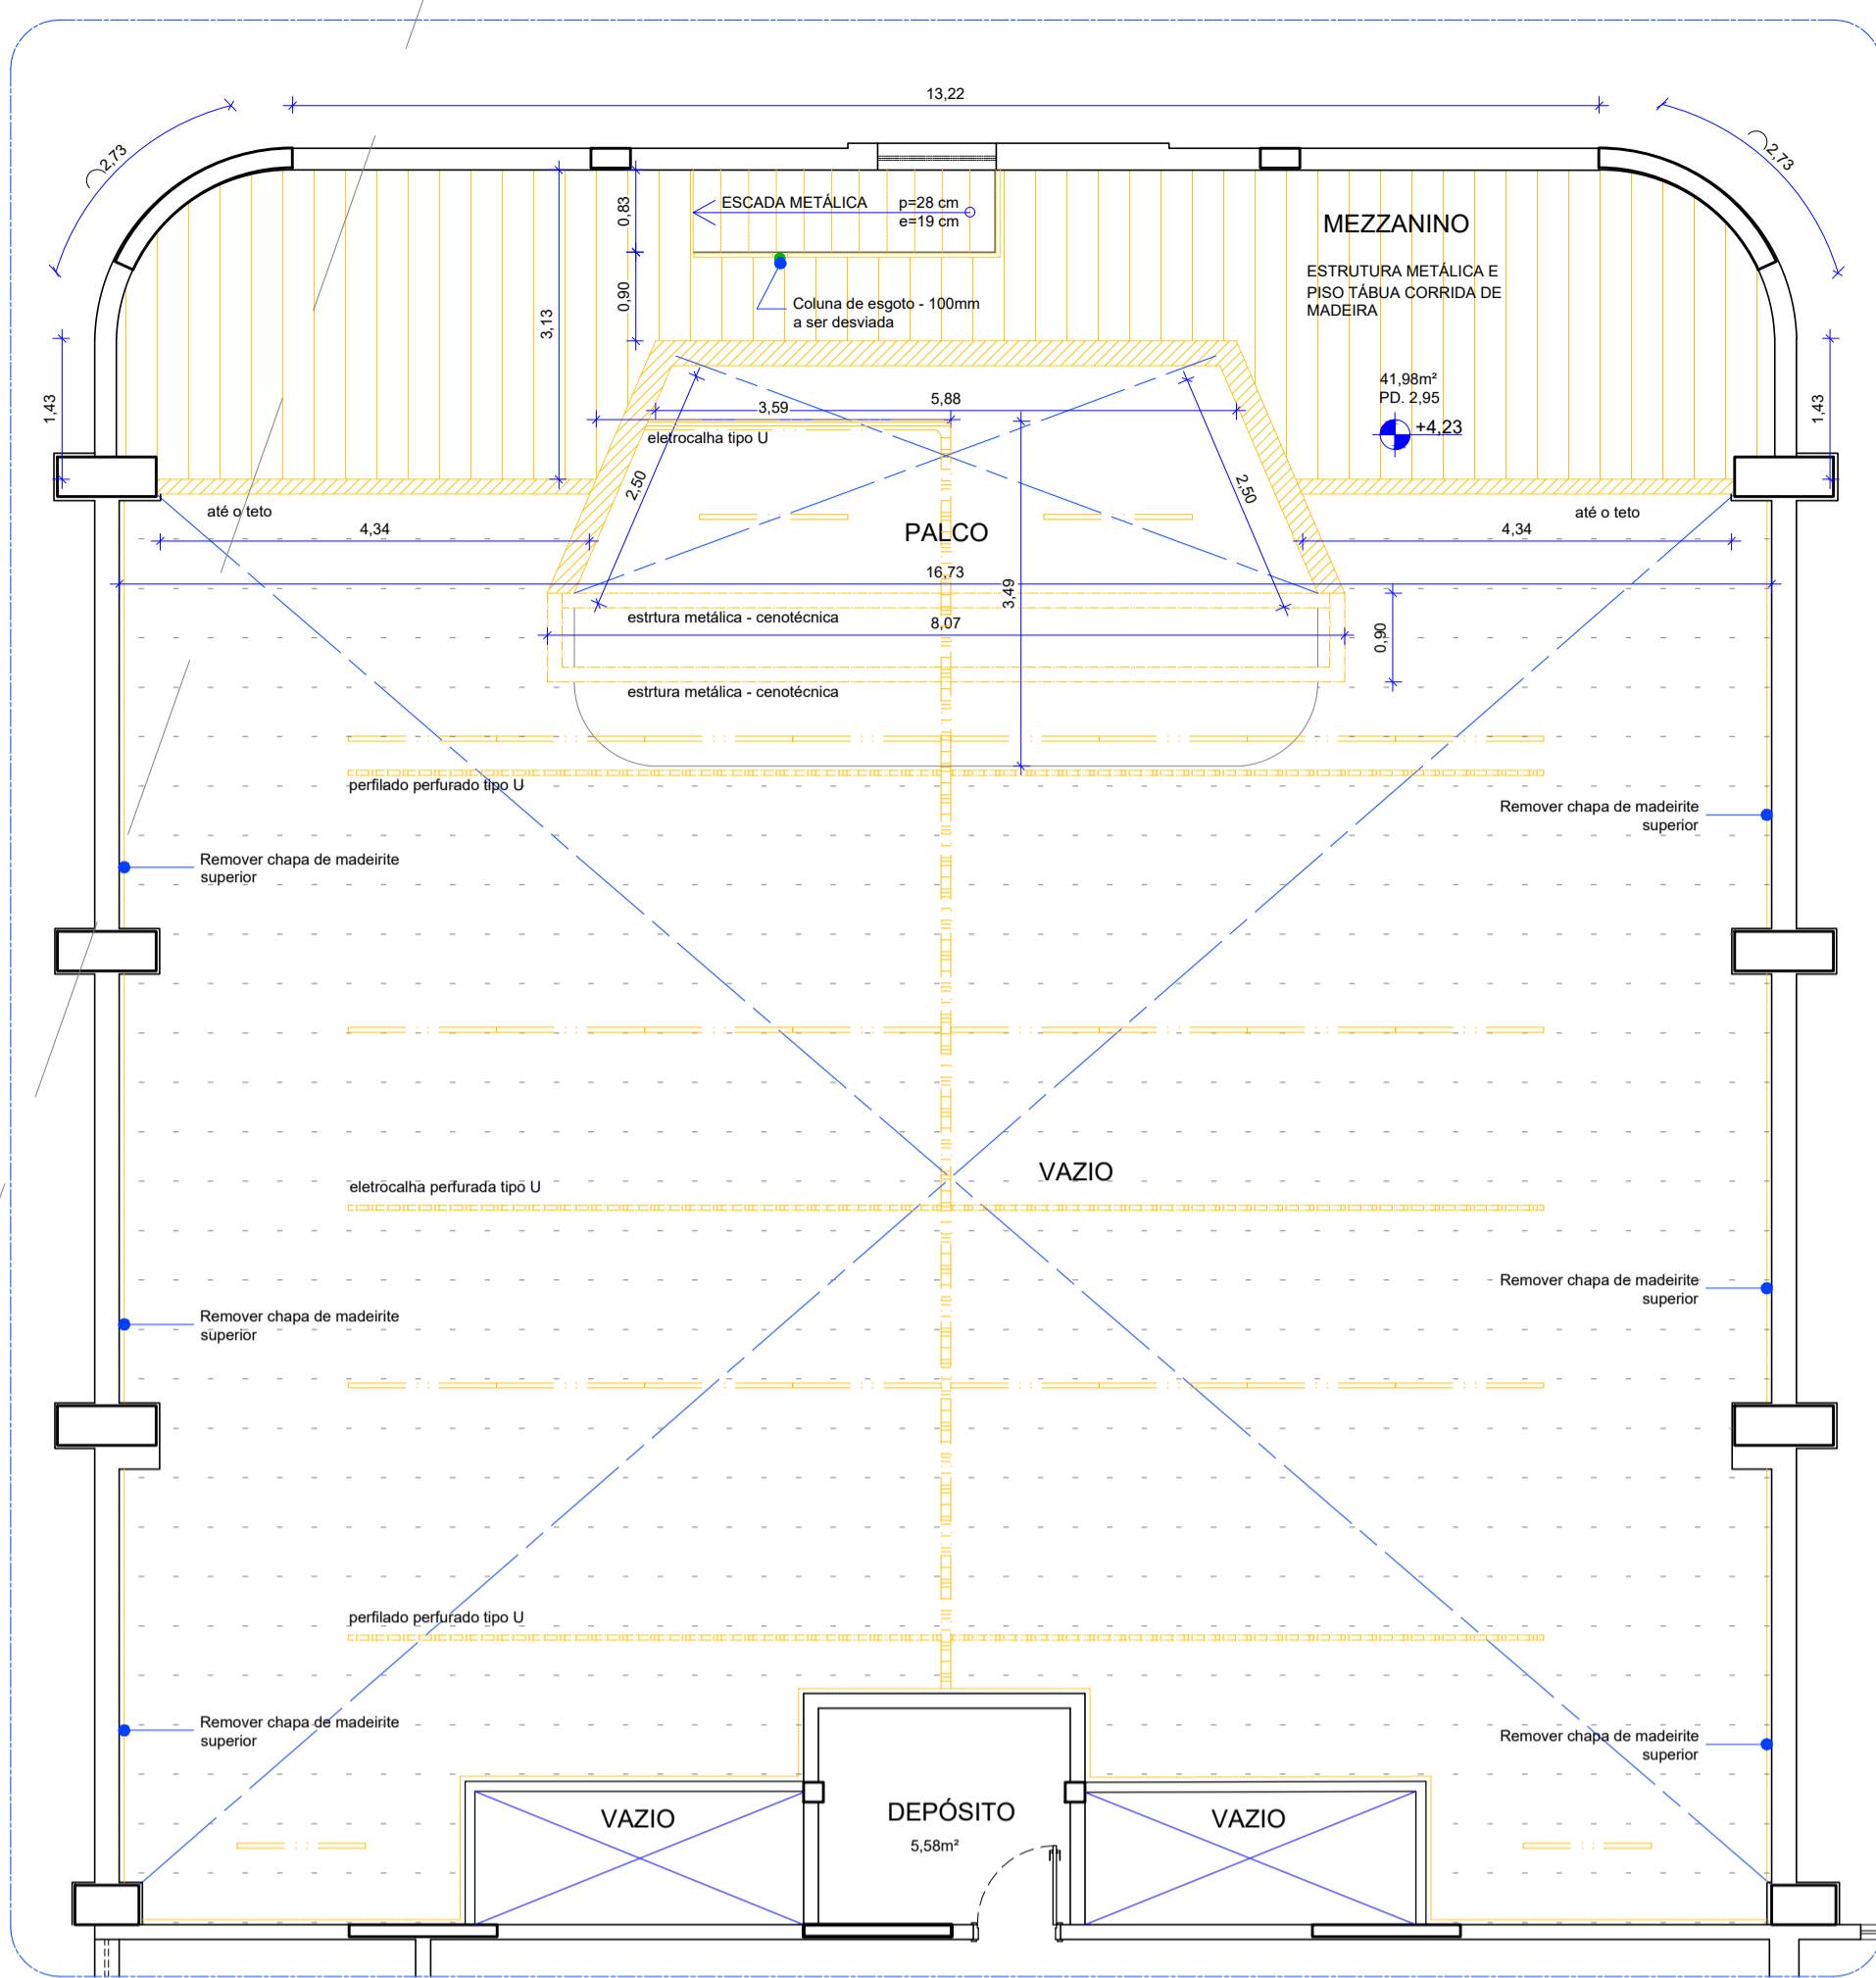 13,22
2,73
2,73
ESCADA METÁLICA
p=28 cm
e=19 cm
0,83
MEZZANINO
ESTRUTURA METÁLICA E
PISO TÁBUA CORRIDA DE
MADEIRA
0,90
Coluna de esgoto - 100mm
a ser desviada
3,13
41,98m²
PD. 2,95
+4,23
1,43
1,43
5,88
3,59
eletrocalha tipo U
2,50
2,50
até o teto
até o teto
4,34
PALCO
4,34
16,73
3,49
estrtura metálica - cenotécnica
8,07
0,90
estrtura metálica - cenotécnica
perfilado perfurado tipo U
Remover chapa de madeirite
superior
Remover chapa de madeirite
superior
VAZIO
eletrocalha perfurada tipo U
Remover chapa de madeirite
superior
Remover chapa de madeirite
superior
perfilado perfurado tipo U
Remover chapa de madeirite
superior
Remover chapa de madeirite
superior
VAZIO
DEPÓSITO
5,58m²
VAZIO